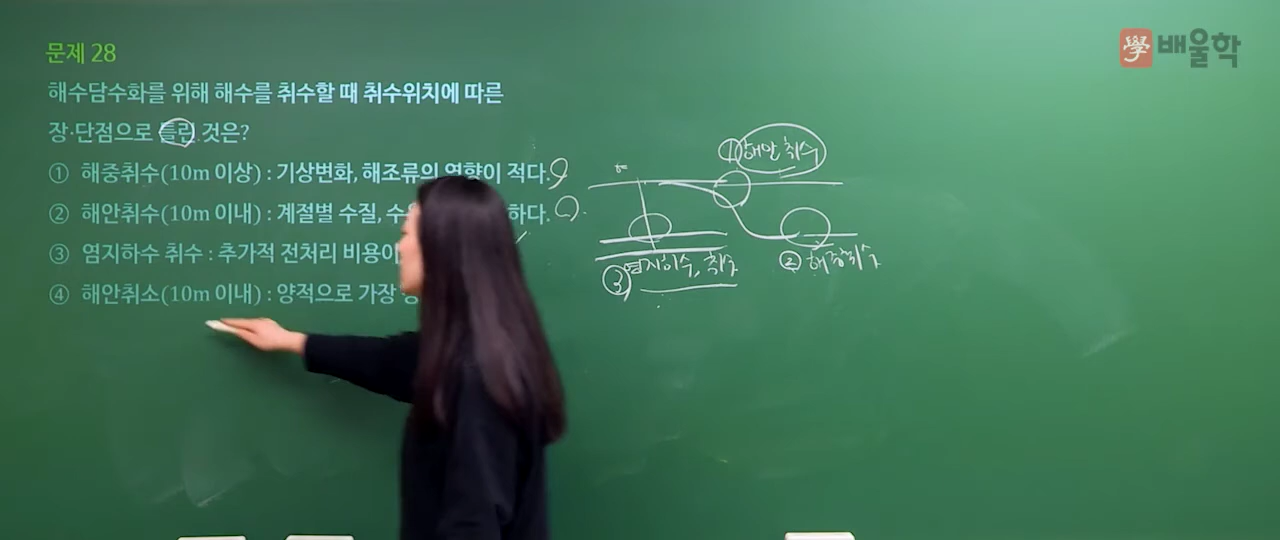 문제 28
學 배울학
해수담수화를 위해 해수를 취수할 때 취수위치에 따른
장·단점으로 틀린 것은?
① 해중취수(10m 이상) : 기상변화, 해조류의 영향이 적다.
② 해안취수(10m 이내) : 계절별 수질, 하다.
③ 염지하수 취수 : 추가적 전처리 비용이
④ 해안취소(10m 이내) : 양적으로 가장
① 해안 취수
② 해중취수
③ 염지하수, 취수